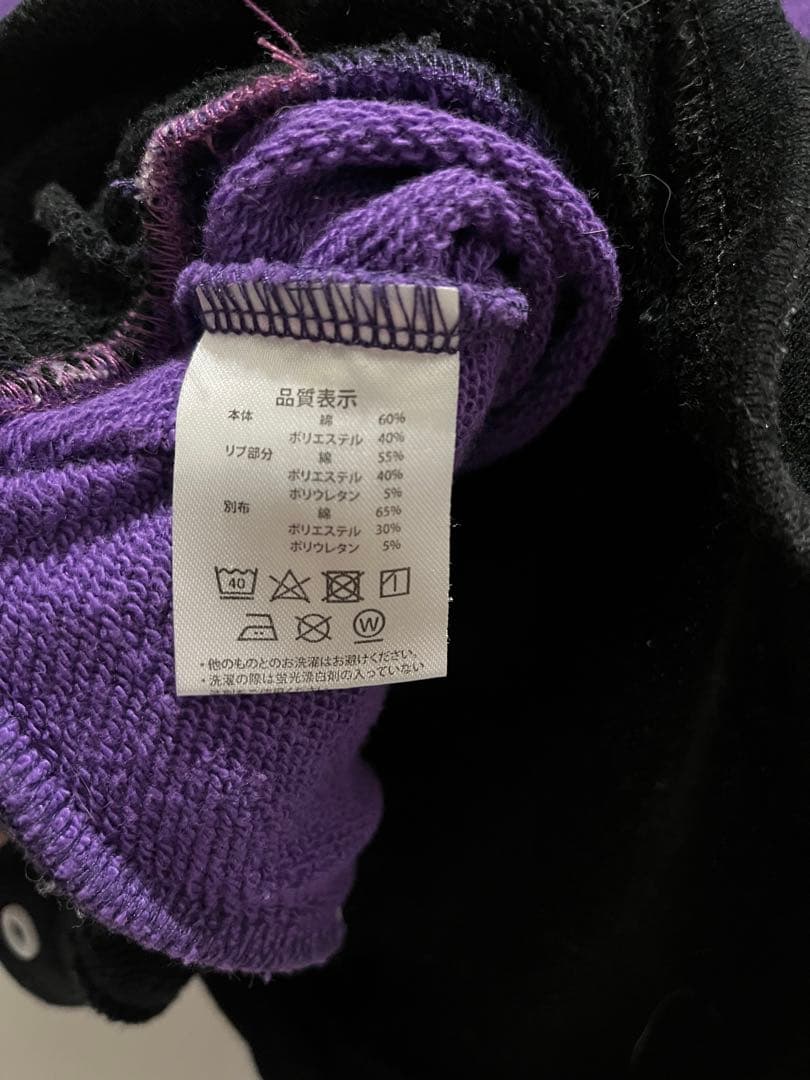 品質表示
本体 綿 60%
ポリエステル 40%
リブ部分 綿 55%
ポリエステル 40%
ポリウレタン 5%
別布 綿 65%
ポリエステル 30%
ポリウレタン 5%
40
W
・他のものとのお洗濯はお避けください。
・洗濯の際は蛍光漂白剤の入っていない